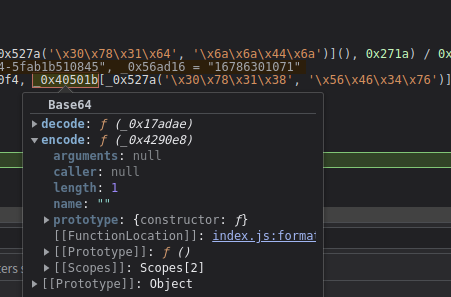 0x527a('\x30\x78\x31\x64', '\x6a\x6a\x44\x6a')](), 0x271a) / 0x
4-5fab1b510845", _0x56ad16 = "16786301071"
0f4, _0x40501b[_0x527a('\x30\x78\x31\x38', '\x56\x46\x34\x76')]
Base64
decode: ƒ (_0x17adae)
encode: ƒ (_0x4290e8)
arguments: null
caller: null
length: 1
name: ""
prototype: {constructor: ƒ}
[[FunctionLocation]]: index.js:format
[[Prototype]]: ƒ ()
[[Scopes]]: Scopes[2]
[[Prototype]]: Object
ters s